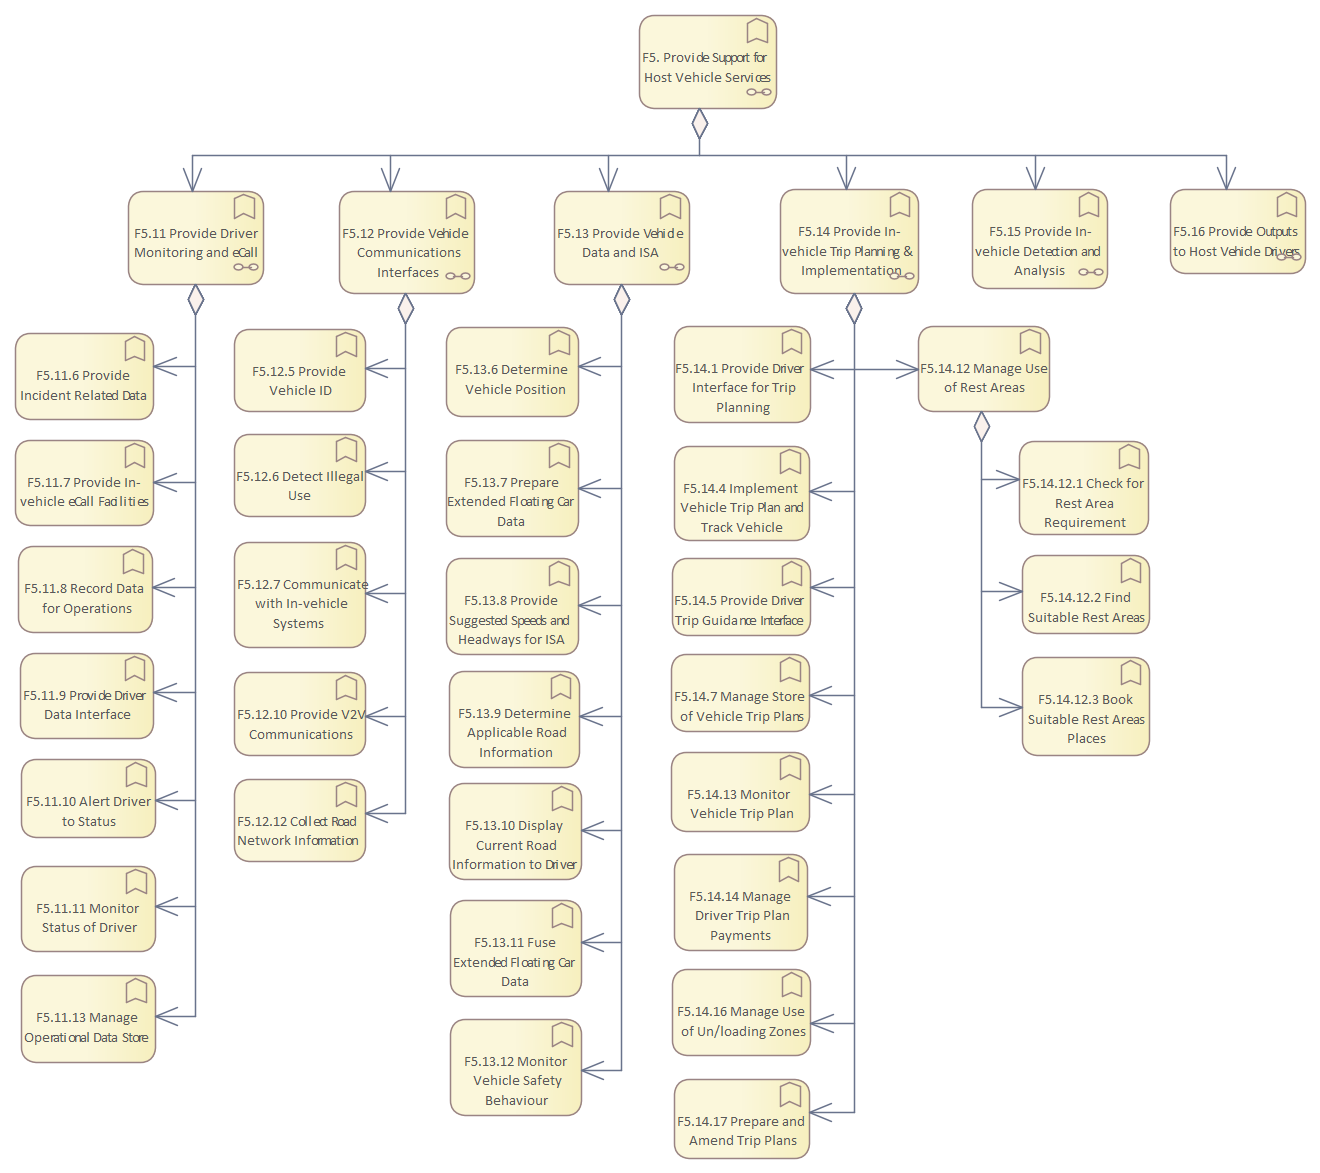 F5. Provide Support for
Host Vehicle Services
F5.11 Provide Driver
Monitoring and eCall
F5.12 Provide Vehicle
Communications
Interfaces
F5.13 Provide Vehicle
Data and ISA
F5.14 Provide In-
vehicle Trip Planning &
Implementation
F5.15 Provide In-
vehicle Detection and
Analysis
F5.16 Provide Outputs
to Host Vehicle Drivers
F5.11.6 Provide
Incident Related Data
F5.11.7 Provide In-
vehicle eCall Facilities
F5.11.8 Record Data
for Operations
F5.11.9 Provide Driver
Data Interface
F5.11.10 Alert Driver
to Status
F5.11.11 Monitor
Status of Driver
F5.11.13 Manage
Operational Data Store
F5.12.5 Provide
Vehicle ID
F5.12.6 Detect Illegal
Use
F5.12.7 Communicate
with In-vehicle
Systems
F5.12.10 Provide V2V
Communications
F5.12.12 Collect Road
Network Information
F5.13.6 Determine
Vehicle Position
F5.13.7 Prepare
Extended Floating Car
Data
F5.13.8 Provide
Suggested Speeds and
Headways for ISA
F5.13.9 Determine
Applicable Road
Information
F5.13.10 Display
Current Road
Information to Driver
F5.13.11 Fuse
Extended Floating Car
Data
F5.13.12 Monitor
Vehicle Safety
Behaviour
F5.14.1 Provide Driver
Interface for Trip
Planning
F5.14.4 Implement
Vehicle Trip Plan and
Track Vehicle
F5.14.5 Provide Driver
Trip Guidance Interface
F5.14.7 Manage Store
of Vehicle Trip Plans
F5.14.13 Monitor
Vehicle Trip Plan
F5.14.14 Manage
Driver Trip Plan
Payments
F5.14.16 Manage Use
of Un/loading Zones
F5.14.17 Prepare and
Amend Trip Plans
F5.14.12 Manage Use
of Rest Areas
F5.14.12.1 Check for
Rest Area
Requirement
F5.14.12.2 Find
Suitable Rest Areas
F5.14.12.3 Book
Suitable Rest Areas
Places